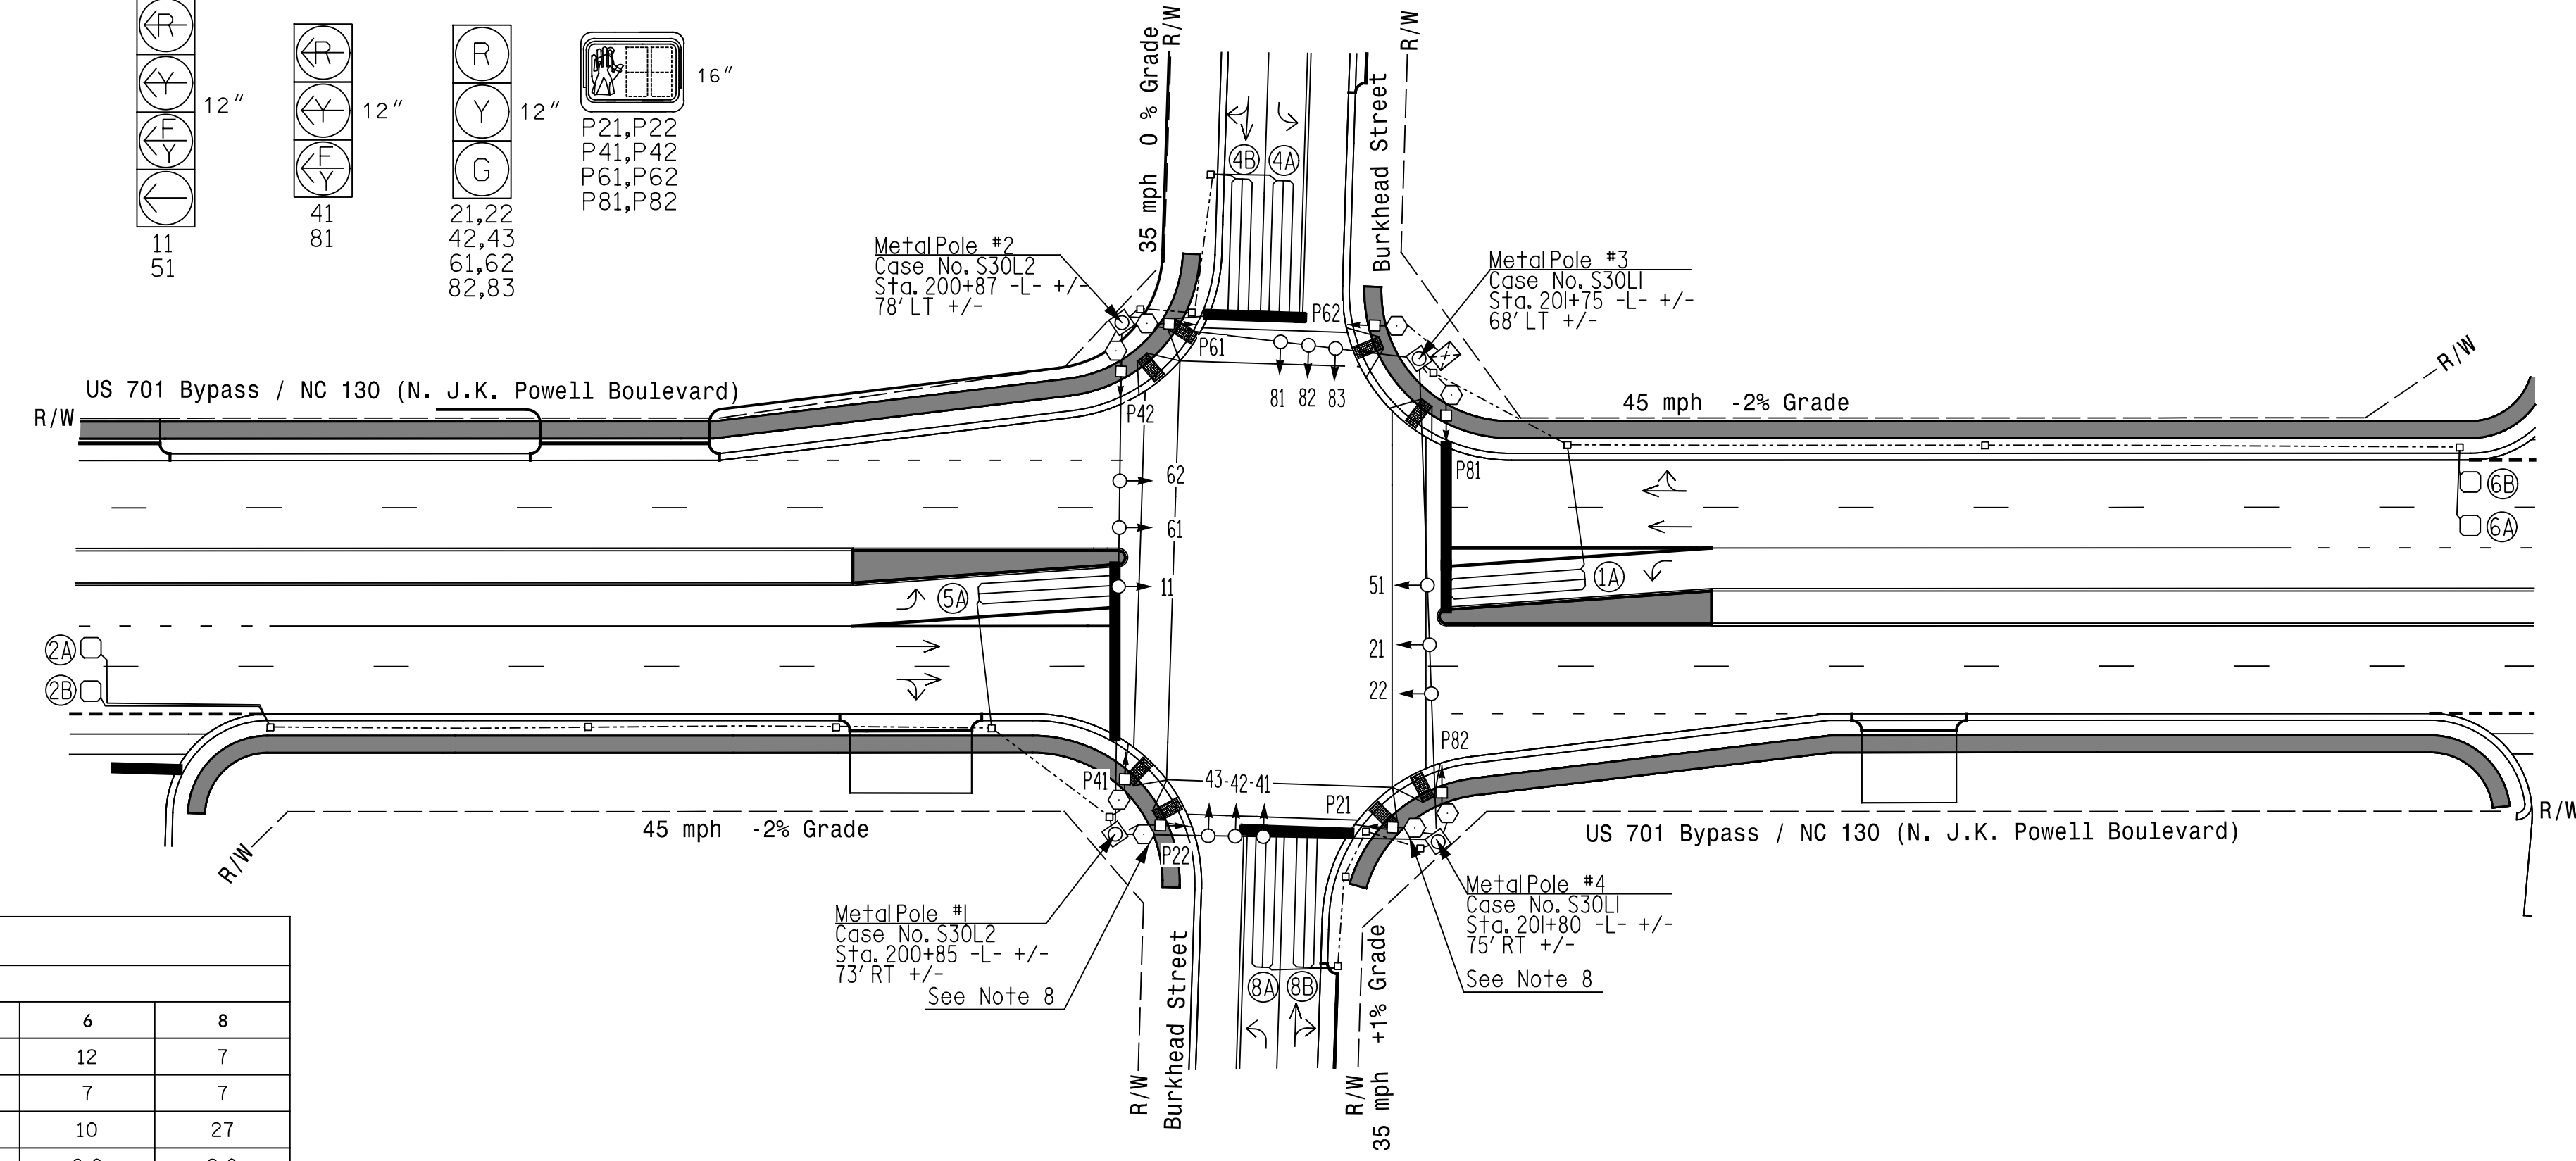 R
Y
F
Y
12"
11
51
R
Y
F
Y
12"
41
81
R
Y
G
12"
21,22
42,43
61,62
82,83
16"
P21,P22
P41,P42
P61,P62
P81,P82
35 mph 0 % Grade
R/W
R/W
Burkhead Street
4B
4A
Metal Pole #2
Case No. S30L2
Sta. 200+87 -L- +/-
78' LT +/-
Metal Pole #3
Case No. S30L1
Sta. 201+75 -L- +/-
68' LT +/-
P62
P61
81 82 83
P42
P81
US 701 Bypass / NC 130 (N. J.K. Powell Boulevard)
R/W
45 mph -2% Grade
R/W
62
61
11
6B
6A
51
1A
5A
21
22
2A
2B
P82
P41
43-42-41
P21
P22
45 mph -2% Grade
R/W
US 701 Bypass / NC 130 (N. J.K. Powell Boulevard)
R/W
Metal Pole #1
Case No. S30L2
Sta. 200+85 -L- +/-
73' RT +/-
See Note 8
Metal Pole #4
Case No. S30L1
Sta. 201+80 -L- +/-
75' RT +/-
See Note 8
8A
8B
R/W
Burkhead Street
R/W
35 mph +1% Grade
6 8
12 7
7 7
10 27